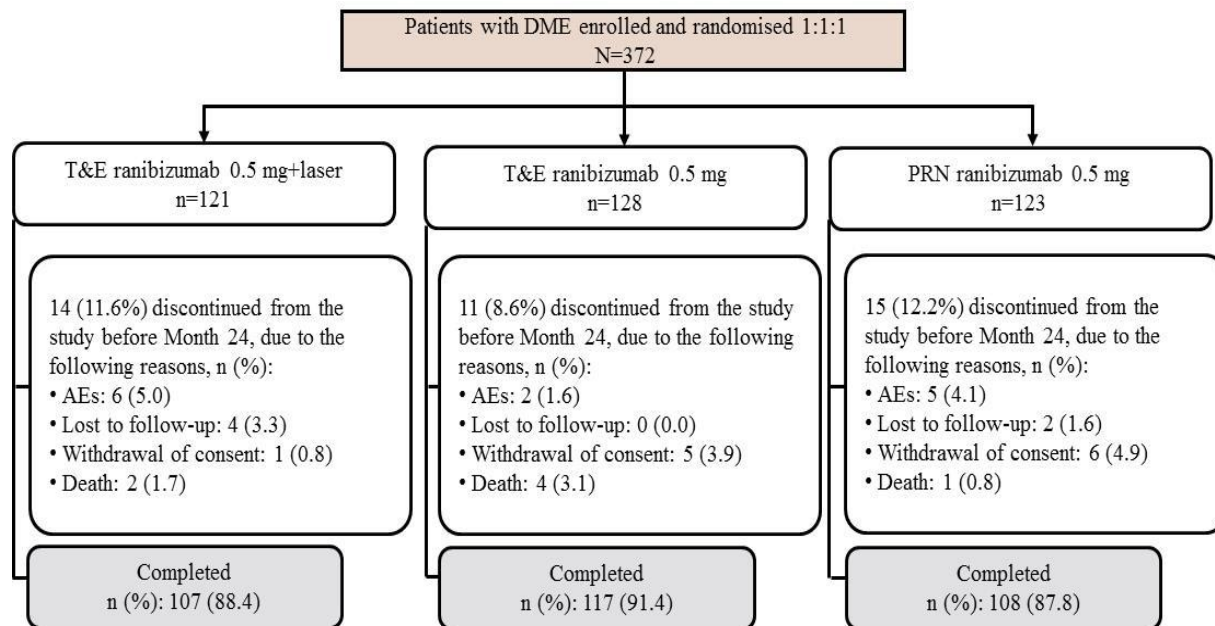 Patients with DME enrolled and randomised 1:1:1
N=372
T&E ranibizumab 0.5 mg+laser
n=121
T&E ranibizumab 0.5 mg
n=128
PRN ranibizumab 0.5 mg
n=123
14 (11.6%) discontinued from the
study before Month 24, due to the
following reasons, n (%):
• AEs: 6 (5.0)
• Lost to follow-up: 4 (3.3)
• Withdrawal of consent: 1 (0.8)
• Death: 2 (1.7)
11 (8.6%) discontinued from the study
before Month 24, due to the following
reasons, n (%):
• AEs: 2 (1.6)
• Lost to follow-up: 0 (0.0)
• Withdrawal of consent: 5 (3.9)
• Death: 4 (3.1)
15 (12.2%) discontinued from the
study before Month 24, due to the
following reasons, n (%):
• AEs: 5 (4.1)
• Lost to follow-up: 2 (1.6)
• Withdrawal of consent: 6 (4.9)
• Death: 1 (0.8)
Completed
n (%): 107 (88.4)
Completed
n (%): 117 (91.4)
Completed
n (%): 108 (87.8)